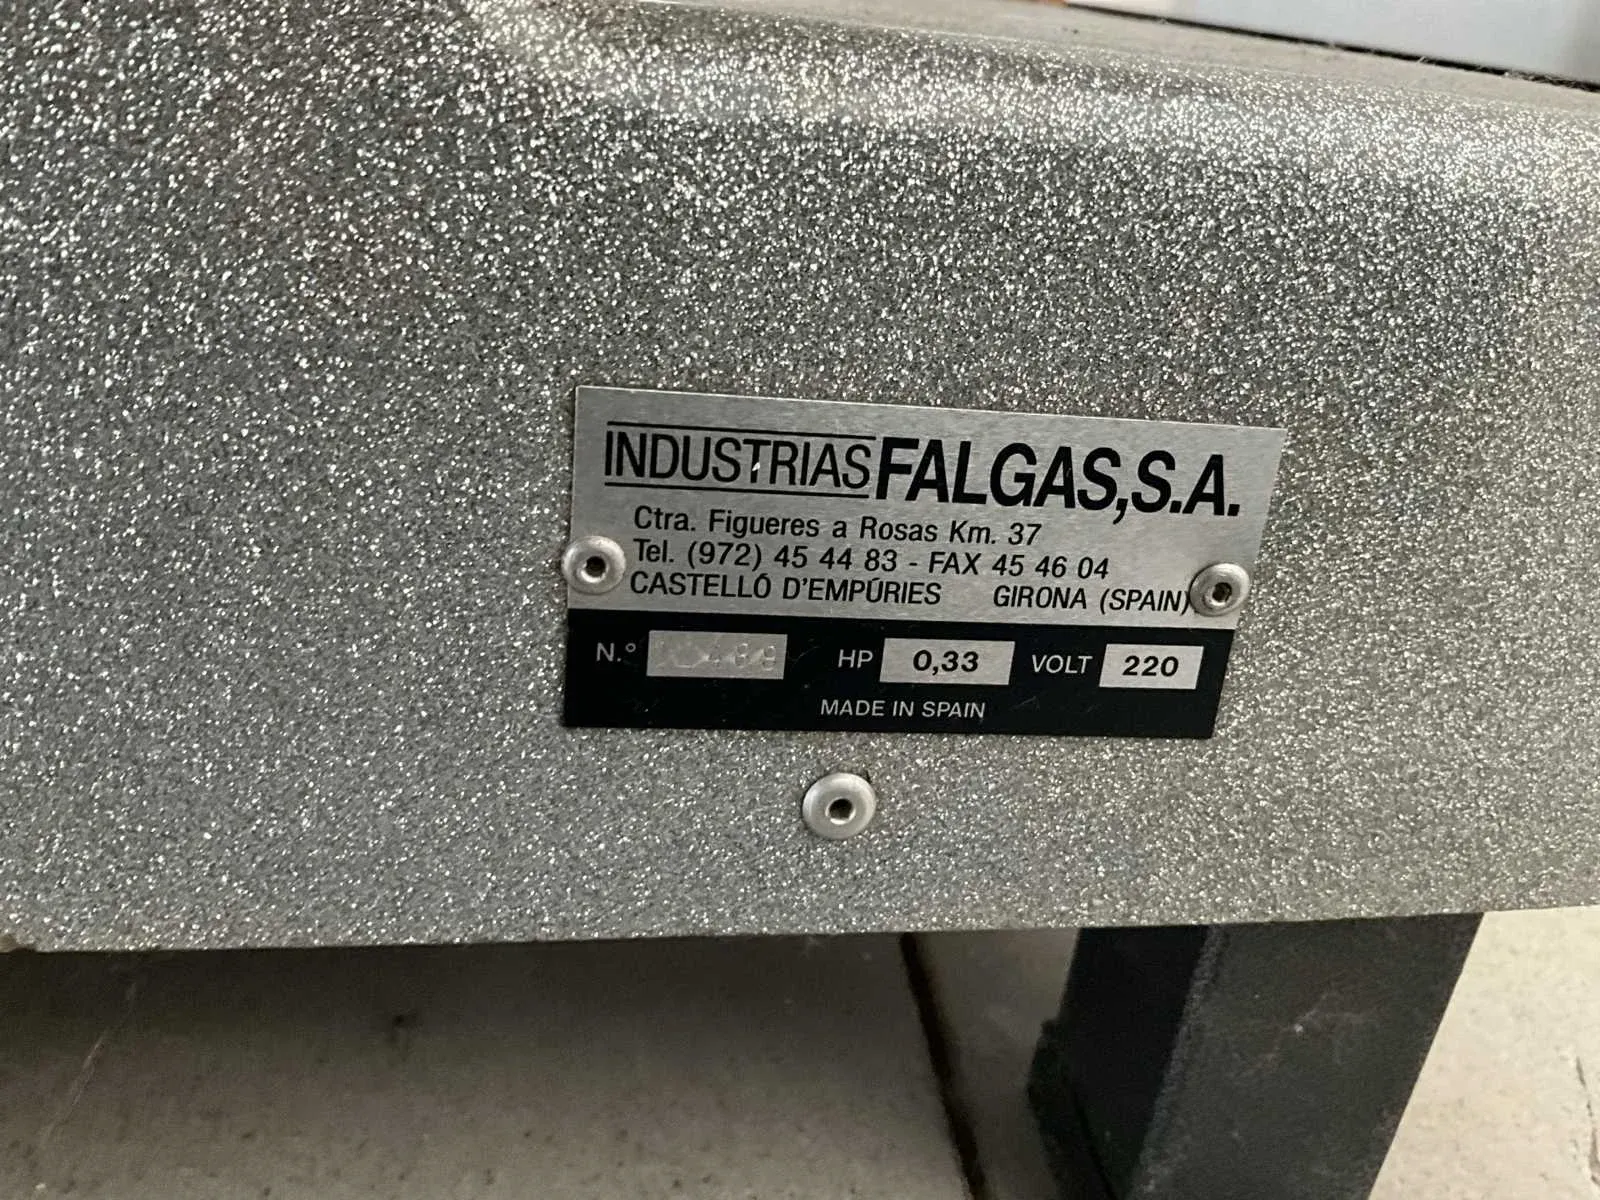 INDUSTRIAS FALGAS, S.A.
Ctra. Figueres a Rosas Km. 37
Tel. (972) 45 44 83 - FAX 45 46 04
CASTELLÓ D'EMPÚRIES GIRONA (SPAIN)
N.º HP 0,33 VOLT 220
MADE IN SPAIN